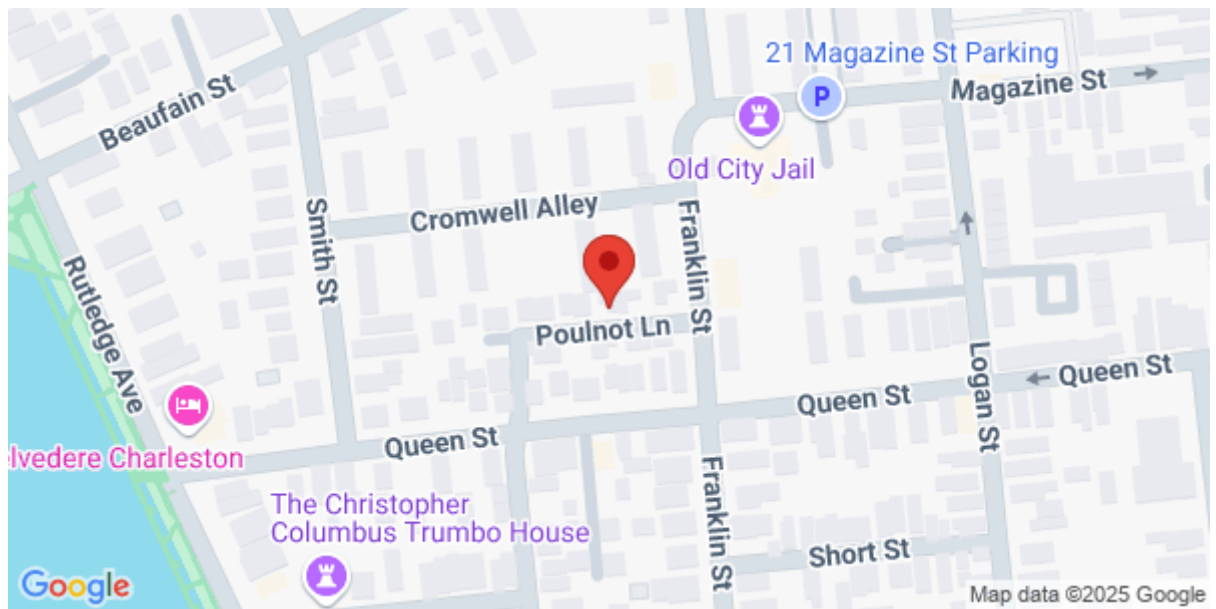 21 Magazine St Parking
P
Magazine St
Beaufain St
Old City Jail
Cromwell Alley
Smith St
Franklin St
Rutledge Ave
Poulnot Ln
Logan St
Queen St
Queen St
Queen St
elvedere Charleston
Franklin St
The Christopher
Columbus Trumbo House
Short St
Google
Map data ©2025 Google